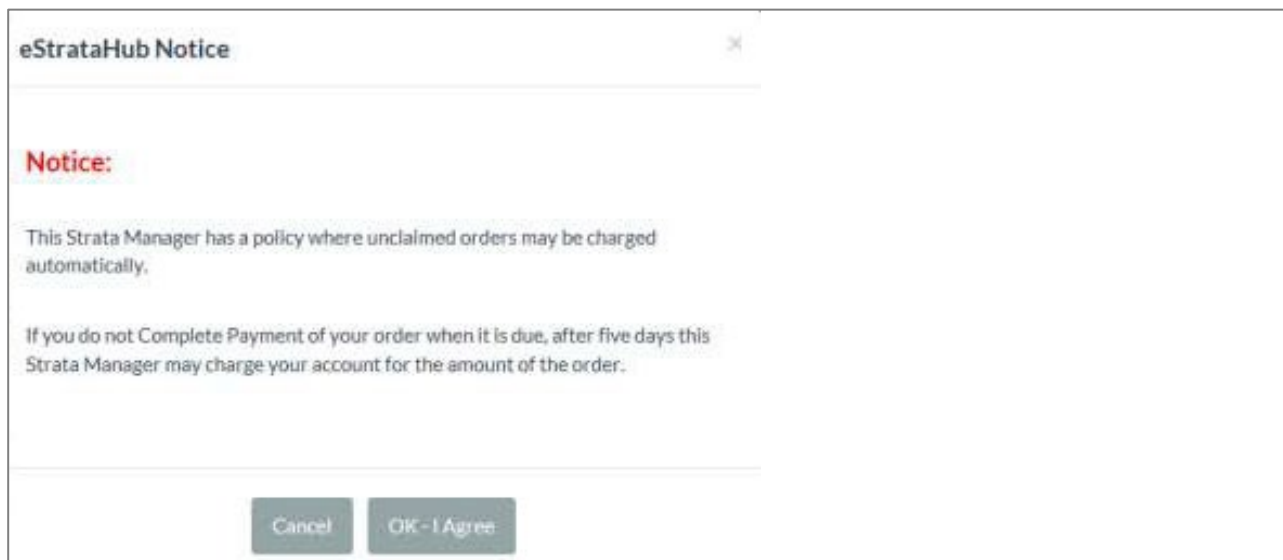 eStrataHub Notice
×
Notice:
This Strata Manager has a policy where unclaimed orders may be charged
automatically.
If you do not Complete Payment of your order when it is due, after five days this
Strata Manager may charge your account for the amount of the order.
Cancel
OK - I Agree